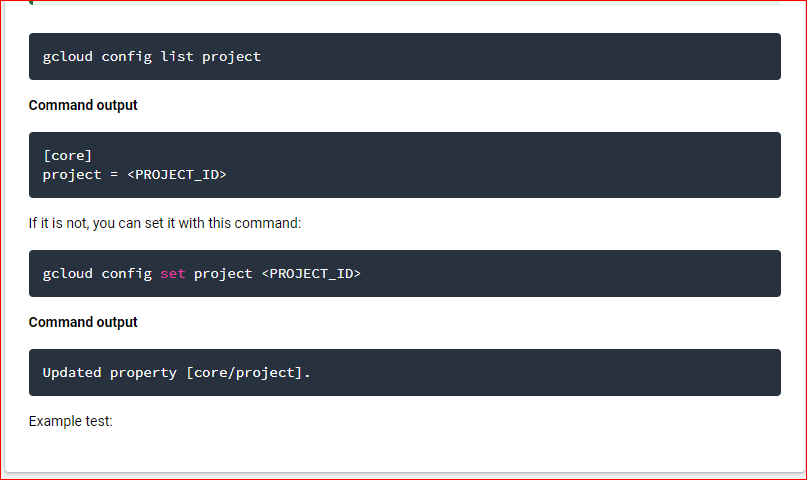 gcloud config list project
Command output
[core]
project = <PROJECT_ID>
If it is not, you can set it with this command:
gcloud config set project <PROJECT_ID>
Command output
Updated property [core/project].
Example test: